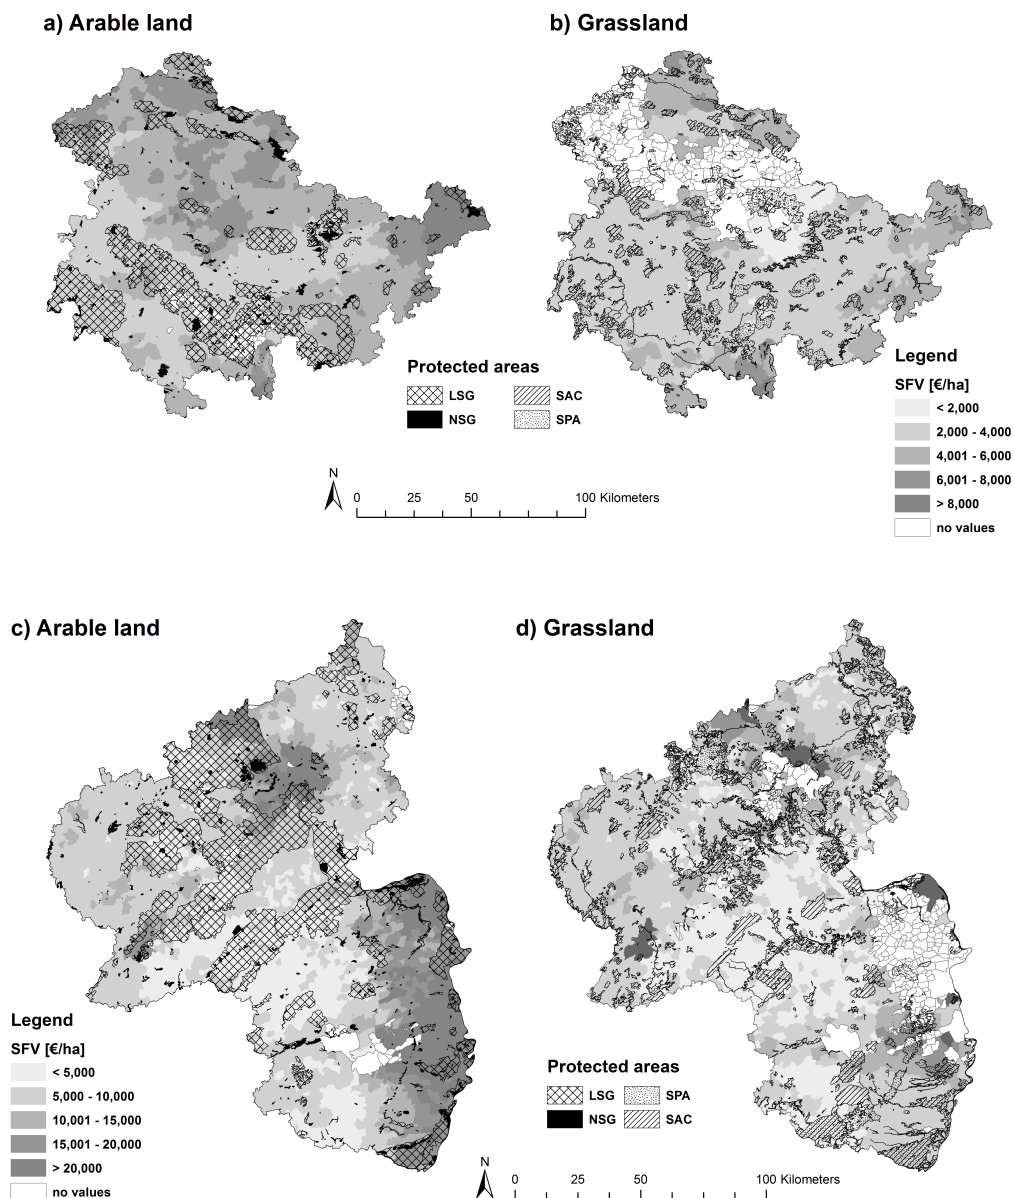 a) Arable land
b) Grassland
Protected areas
LSG
SAC
NSG
SPA
Legend
SFV [€/ha]
< 2,000
2,000 - 4,000
4,001 - 6,000
6,001 - 8,000
> 8,000
no values
N
0 25 50 100 Kilometers
c) Arable land
d) Grassland
Legend
SFV [€/ha]
< 5,000
5,000 - 10,000
10,001 - 15,000
15,001 - 20,000
> 20,000
no values
Protected areas
LSG
SPA
NSG
SAC
N
0 25 50 100 Kilometers